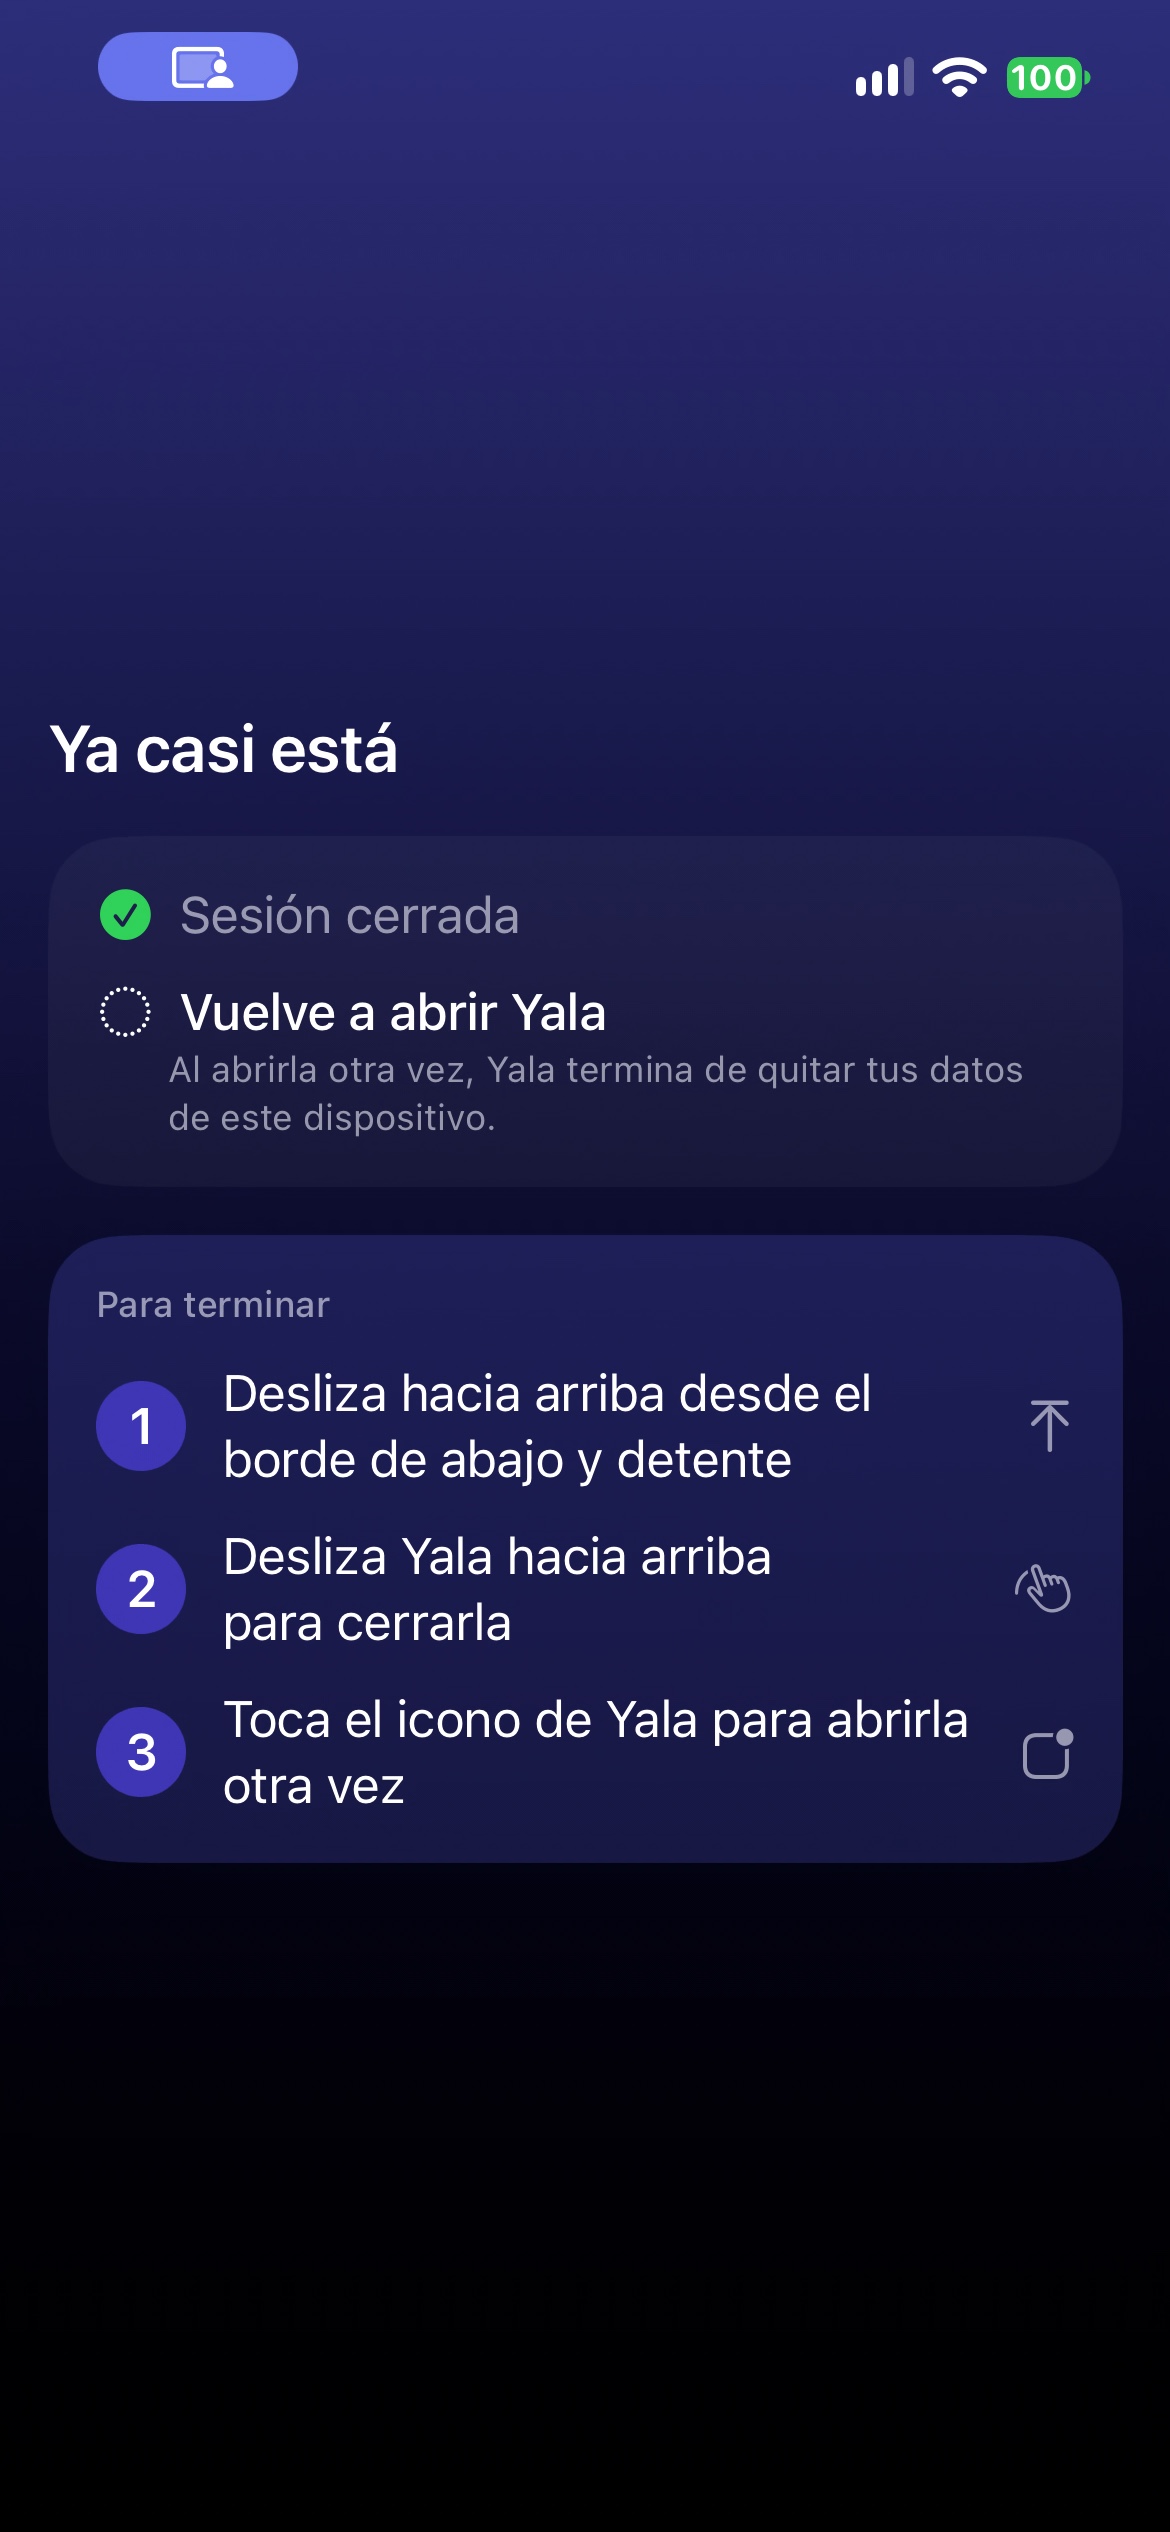 100
Ya casi está
Sesión cerrada
Vuelve a abrir Yala
Al abrirla otra vez, Yala termina de quitar tus datos
de este dispositivo.
Para terminar
1
Desliza hacia arriba desde el
borde de abajo y detente
2
Desliza Yala hacia arriba
para cerrarla
3
Toca el icono de Yala para abrirla
otra vez